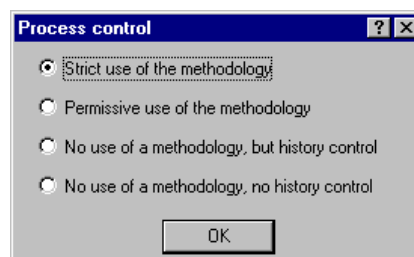 Process control
Strict use of the methodology
Permissive use of the methodology
No use of a methodology, but history control
No use of a methodology, no history control
OK